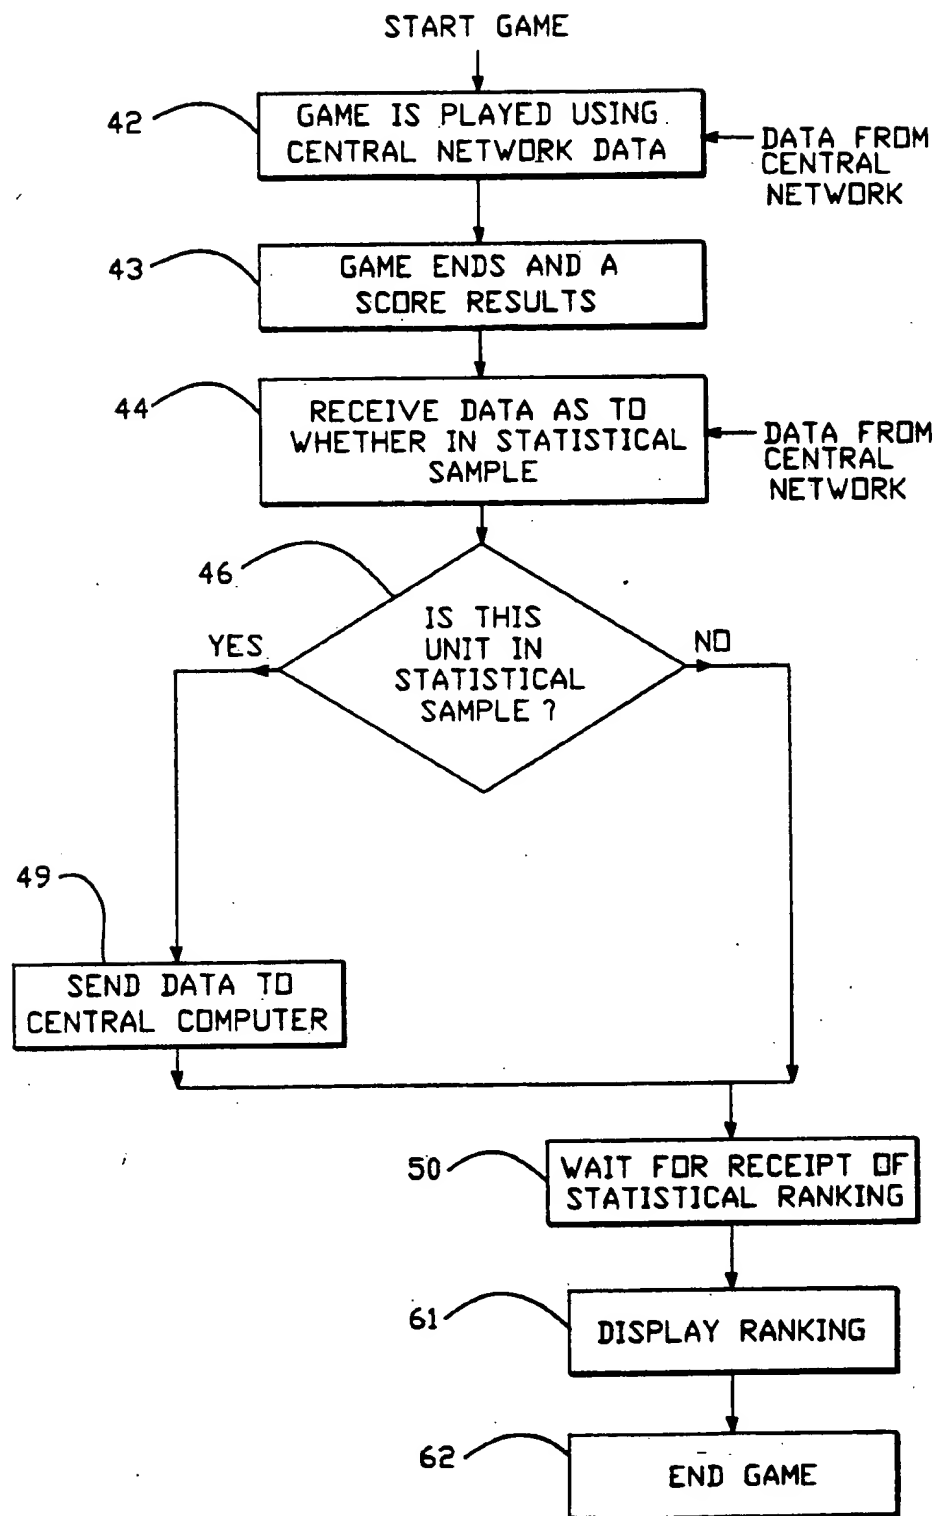 START GAME
42
GAME IS PLAYED USING
CENTRAL NETWORK DATA
DATA FROM
CENTRAL
NETWORK
43
GAME ENDS AND A
SCORE RESULTS
44
RECEIVE DATA AS TO
WHETHER IN STATISTICAL
SAMPLE
DATA FROM
CENTRAL
NETWORK
46
IS THIS
UNIT IN
STATISTICAL
SAMPLE ?
YES
NO
49
SEND DATA TO
CENTRAL COMPUTER
50
WAIT FOR RECEIPT OF
STATISTICAL RANKING
61
DISPLAY RANKING
62
END GAME